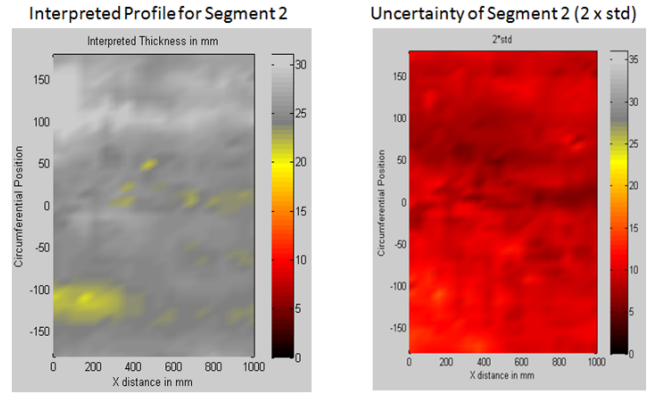 Interpreted Profile for Segment 2
Interpreted Thickness in mm
Circumferential Position
150
100
50
0
-50
-100
-150
0 200 400 600 800 1000
X distance in mm
30
25
20
15
10
5
0
Uncertainty of Segment 2 (2 x std)
2*std
Circumferential Position
150
100
50
0
-50
-100
-150
0 200 400 600 800 1000
X distance in mm
35
30
25
20
15
10
5
0